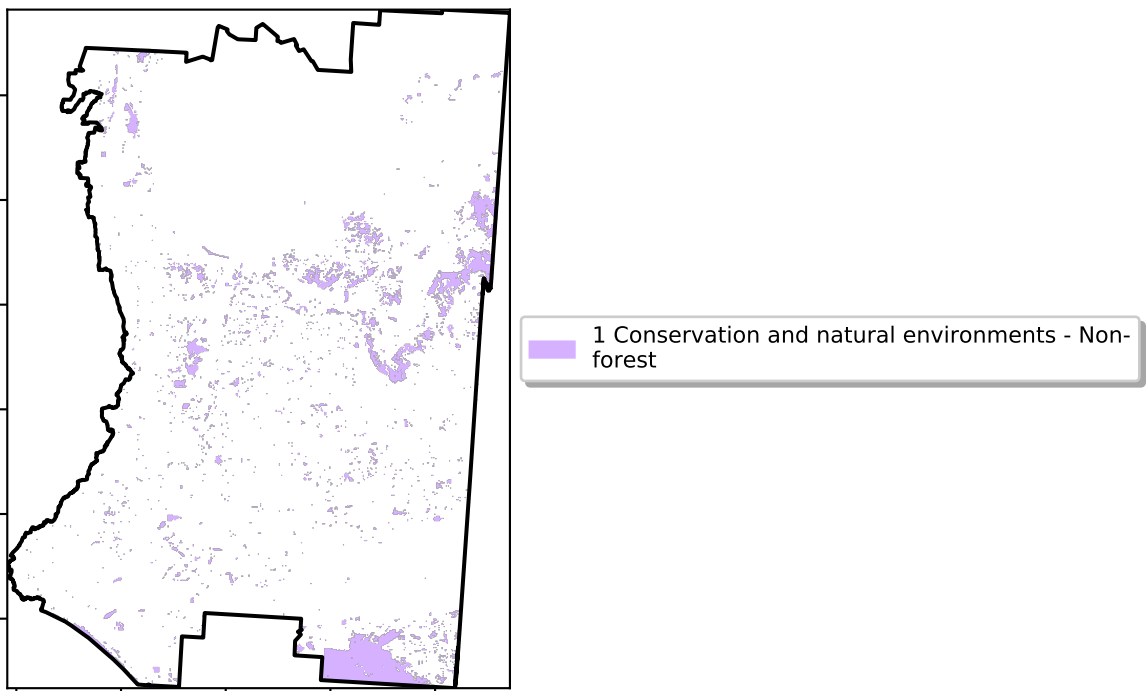 1 Conservation and natural environments - Non-
forest